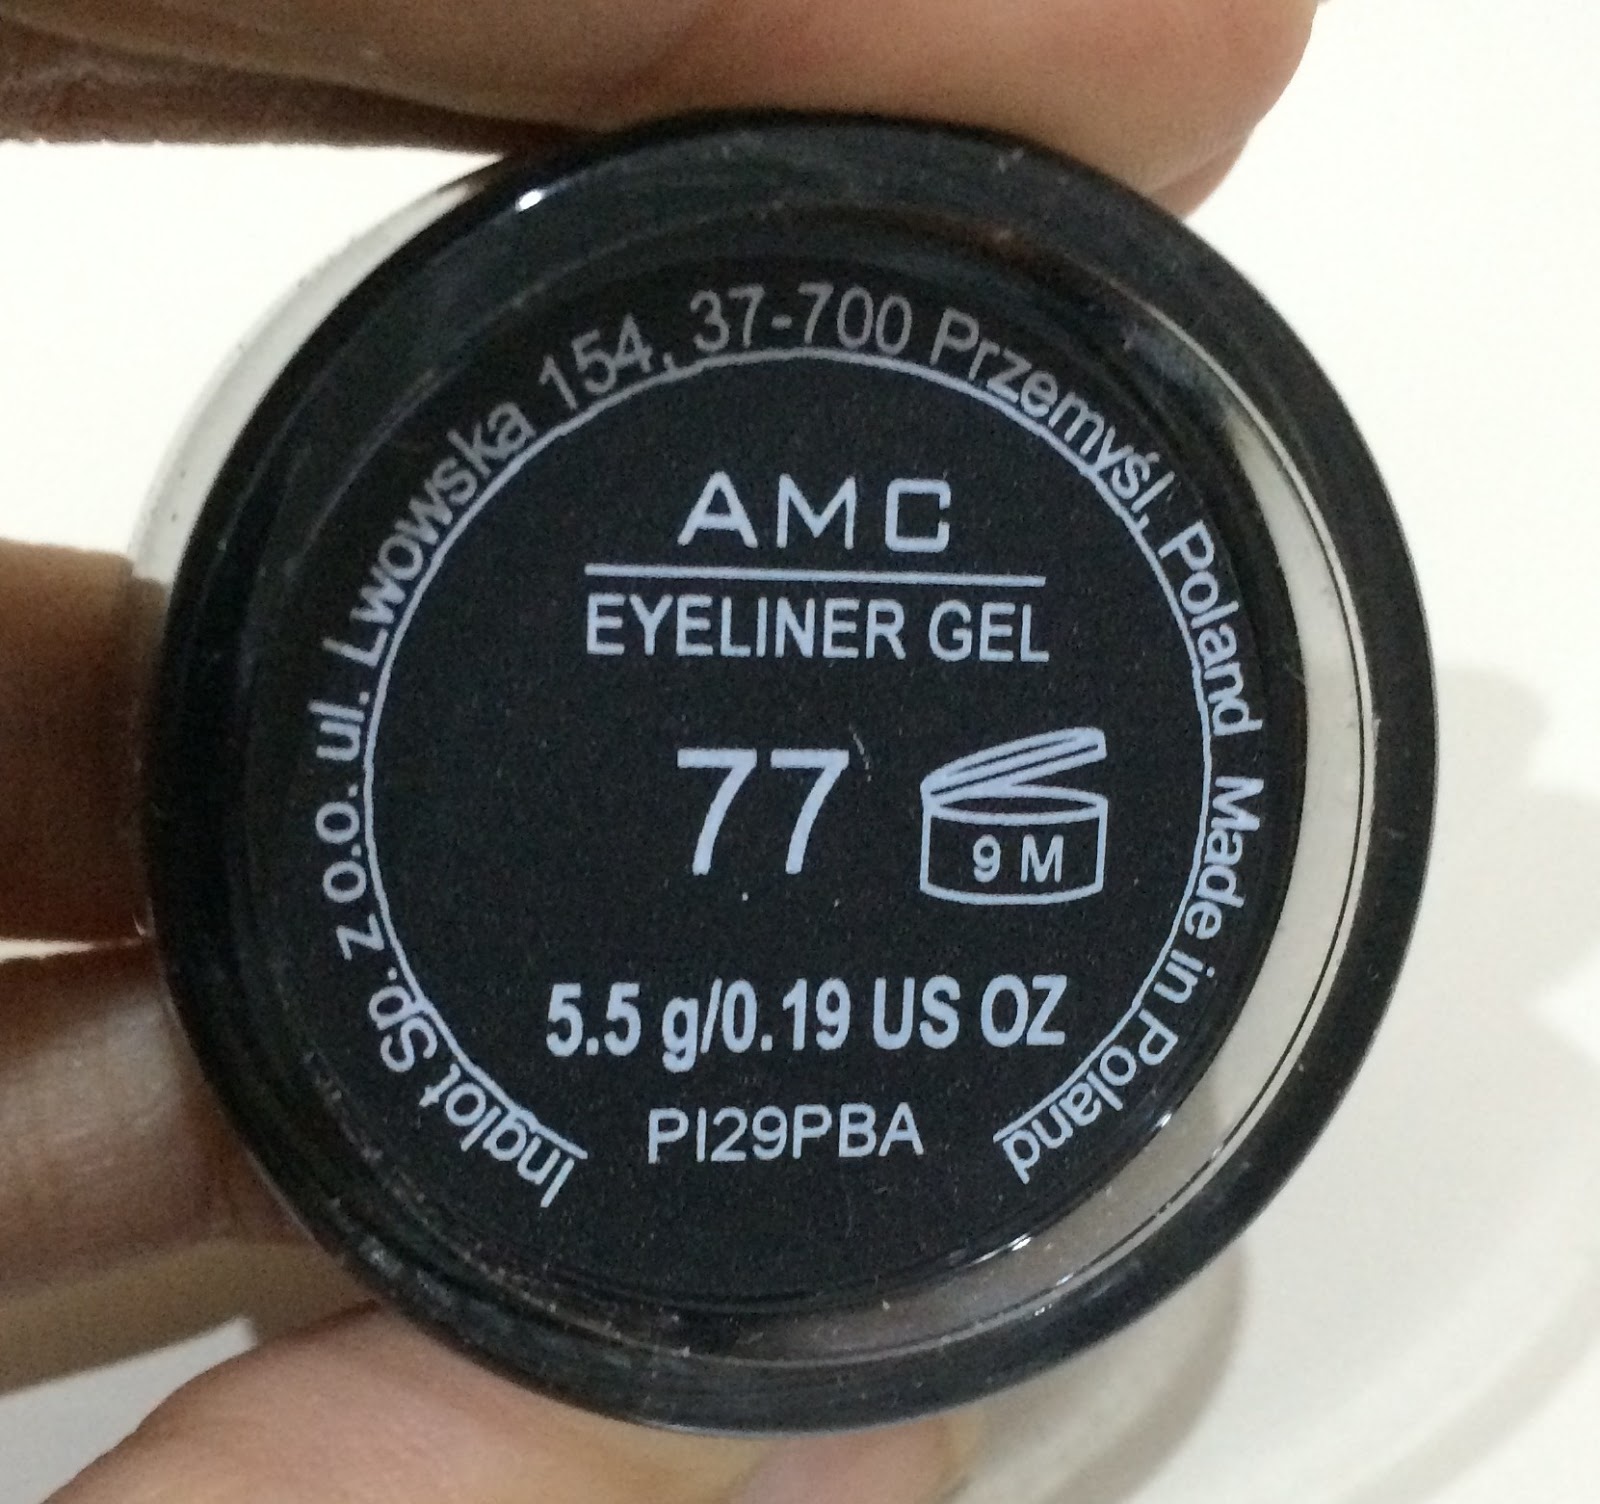 AMC
EYELINER GEL
77
9 M
5.5 g/0.19 US OZ
PI29PBA
Inglot Sp. z o.o. ul. Lwowska 154, 37-700 Przemyśl, Poland Made in Poland